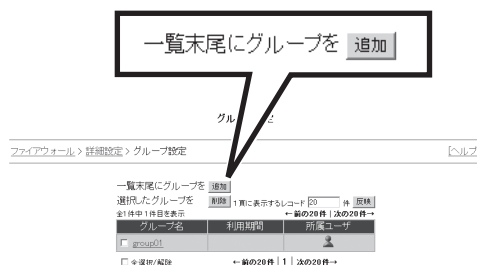 一覧末尾にグループを 追加
ファイアウォール > 詳細設定 > グループ設定 [ヘルプ
一覧末尾にグループを 追加
選択したグループを 削除 1頁に表示するレコード 20 件 反映
全1件中1件目を表示 ←前の20件 | 次の20件→
グループ名 利用期間 所属ユーザ
group01
全選択/解除 ←前の20件 | 1 | 次の20件→